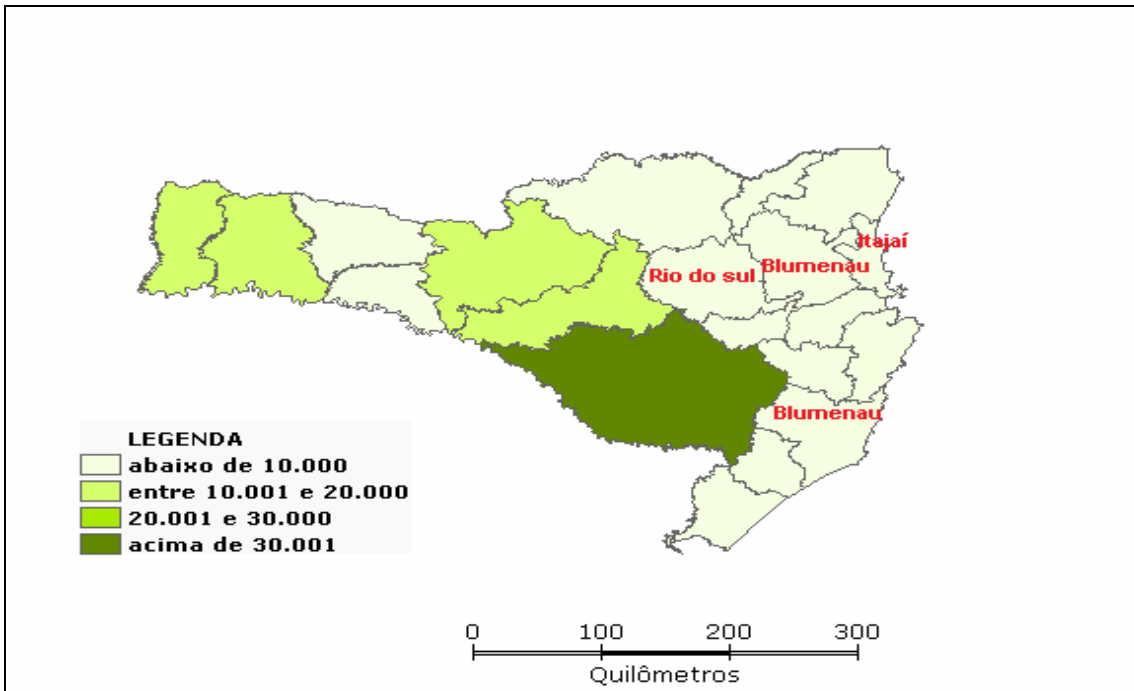 Itajaí
Blumenau
Rio do sul
Blumenau
LEGENDA
abaixo de 10.000
entre 10.001 e 20.000
20.001 e 30.000
acima de 30.001
0 100 200 300
Quilômetros